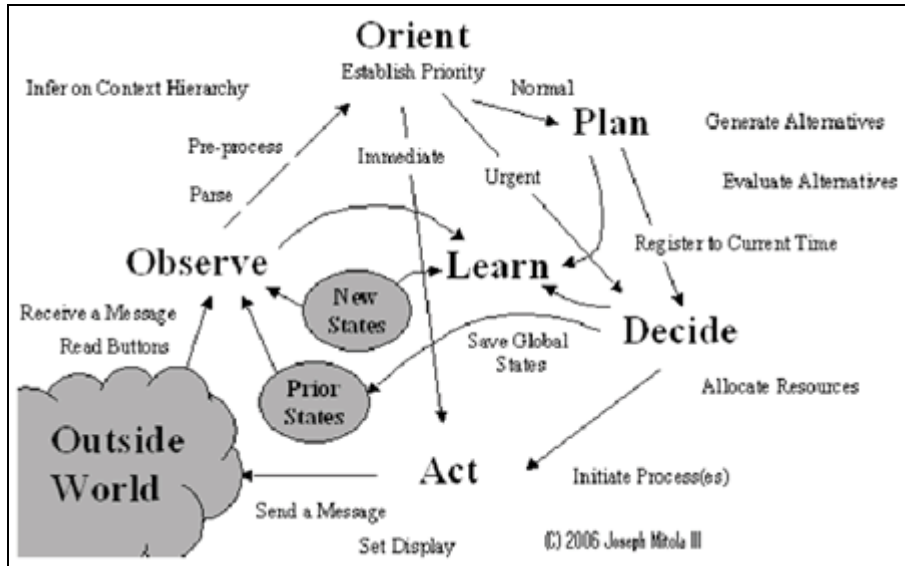 Orient
Establish Priority
Infer on Context Hierarchy
Normal
Plan
Generate Alternatives
Pre-process
Immediate
Urgent
Evaluate Alternatives
Parse
Register to Current Time
Observe
Learn
New
States
Receive a Message
Read Buttons
Save Global
States
Decide
Prior
States
Allocate Resources
Outside
World
Act
Initiate Process(es)
Send a Message
Set Display
(C) 2006 Joseph Mitola III